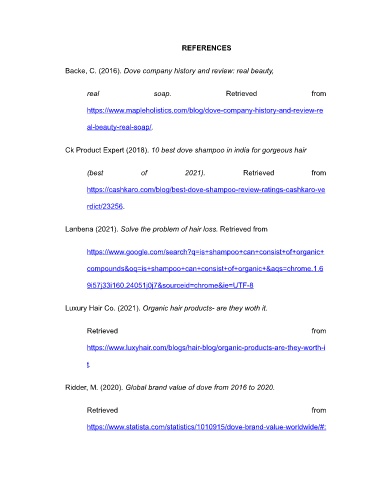 REFERENCES
Backe, C. (2016). Dove company history and review: real beauty,
real soap. Retrieved from
https://www.mapleholistics.com/blog/dove-company-history-and-review-re
al-beauty-real-soap/.
Ck Product Expert (2018). 10 best dove shampoo in india for gorgeous hair
(best of 2021). Retrieved from
https://cashkaro.com/blog/best-dove-shampoo-review-ratings-cashkaro-ve
rdict/23256.
Lanbena (2021). Solve the problem of hair loss. Retrieved from
https://www.google.com/search?q=is+shampoo+can+consist+of+organic+
compounds&oq=is+shampoo+can+consist+of+organic+&aqs=chrome.1.6
9i57j33i160.24051j0j7&sourceid=chrome&ie=UTF-8
Luxury Hair Co. (2021). Organic hair products- are they woth it.
Retrieved from
https://www.luxyhair.com/blogs/hair-blog/organic-products-are-they-worth-i
t.
Ridder, M. (2020). Global brand value of dove from 2016 to 2020.
Retrieved from
https://www.statista.com/statistics/1010915/dove-brand-value-worldwide/#: